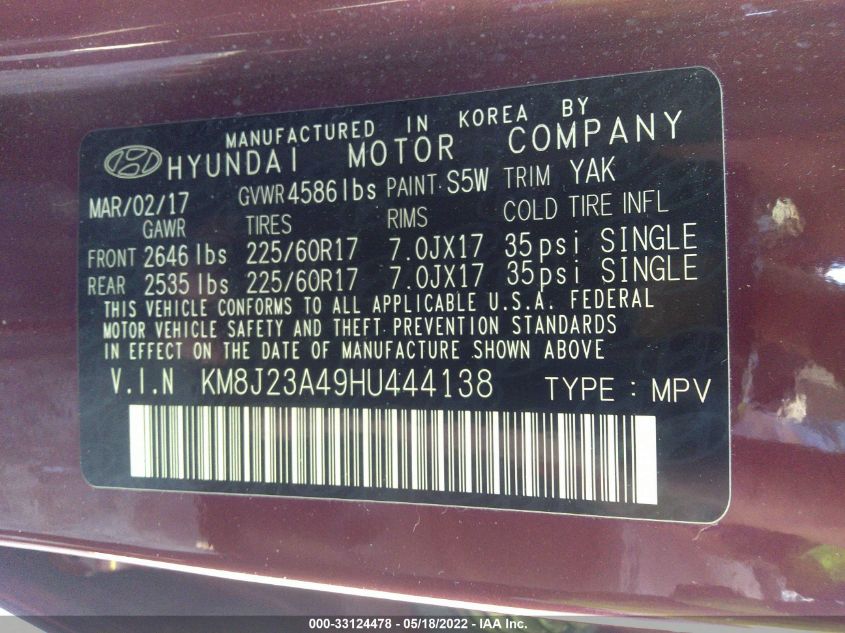 MANUFACTURED IN KOREA BY
HYUNDAI MOTOR COMPANY
MAR/02/17 GVWR 4586lbs PAINT S5W TRIM YAK
GAWR TIRES RIMS COLD TIRE INFL
FRONT 2646 lbs 225/60R17 7.0JX17 35psi SINGLE
REAR 2535 lbs 225/60R17 7.0JX17 35psi SINGLE
THIS VEHICLE CONFORMS TO ALL APPLICABLE U.S.A. FEDERAL
MOTOR VEHICLE SAFETY AND THEFT PREVENTION STANDARDS
IN EFFECT ON THE DATE OF MANUFACTURE SHOWN ABOVE
V.I.N KM8J23A49HU444138 TYPE : MPV
000-33124478 - 05/18/2022 - IAA Inc.